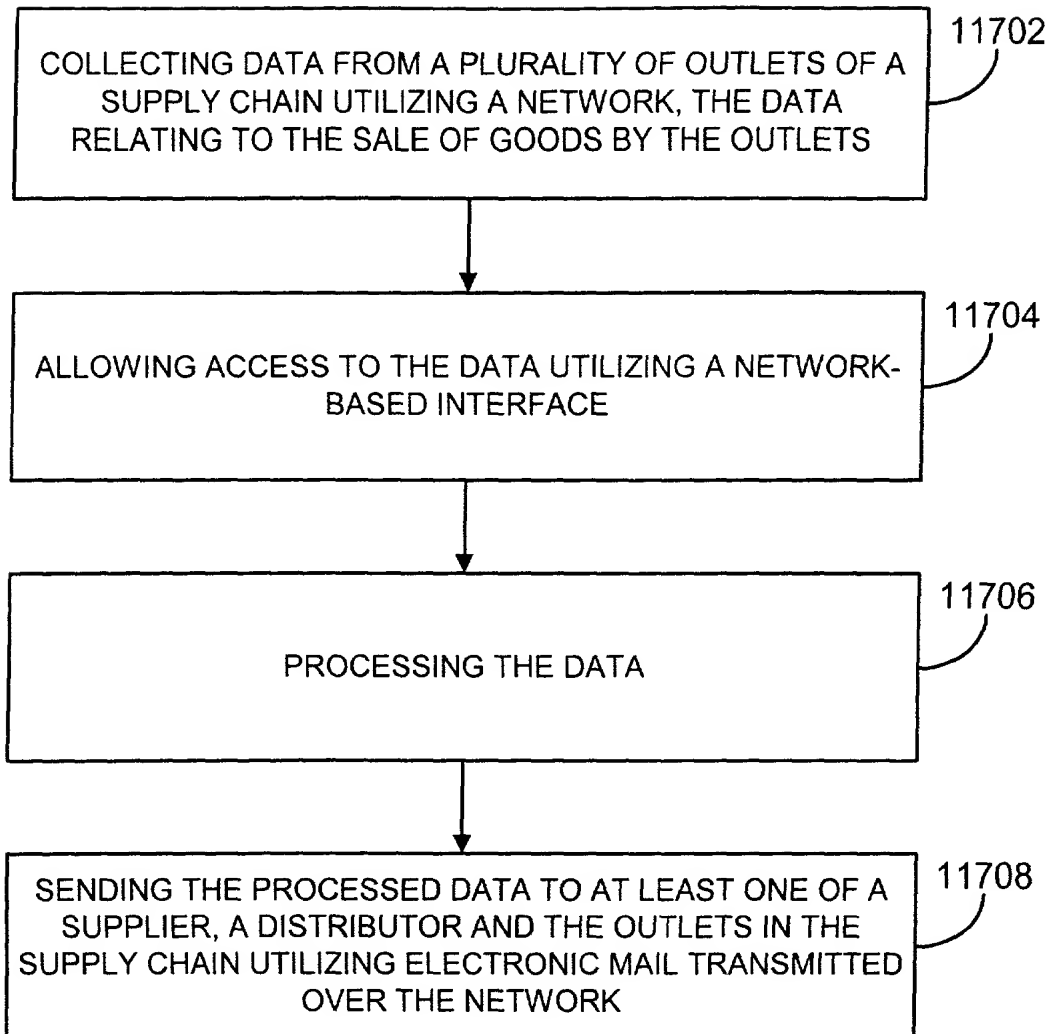 11702
COLLECTING DATA FROM A PLURALITY OF OUTLETS OF A
SUPPLY CHAIN UTILIZING A NETWORK, THE DATA
RELATING TO THE SALE OF GOODS BY THE OUTLETS
11704
ALLOWING ACCESS TO THE DATA UTILIZING A NETWORK-
BASED INTERFACE
11706
PROCESSING THE DATA
11708
SENDING THE PROCESSED DATA TO AT LEAST ONE OF A
SUPPLIER, A DISTRIBUTOR AND THE OUTLETS IN THE
SUPPLY CHAIN UTILIZING ELECTRONIC MAIL TRANSMITTED
OVER THE NETWORK